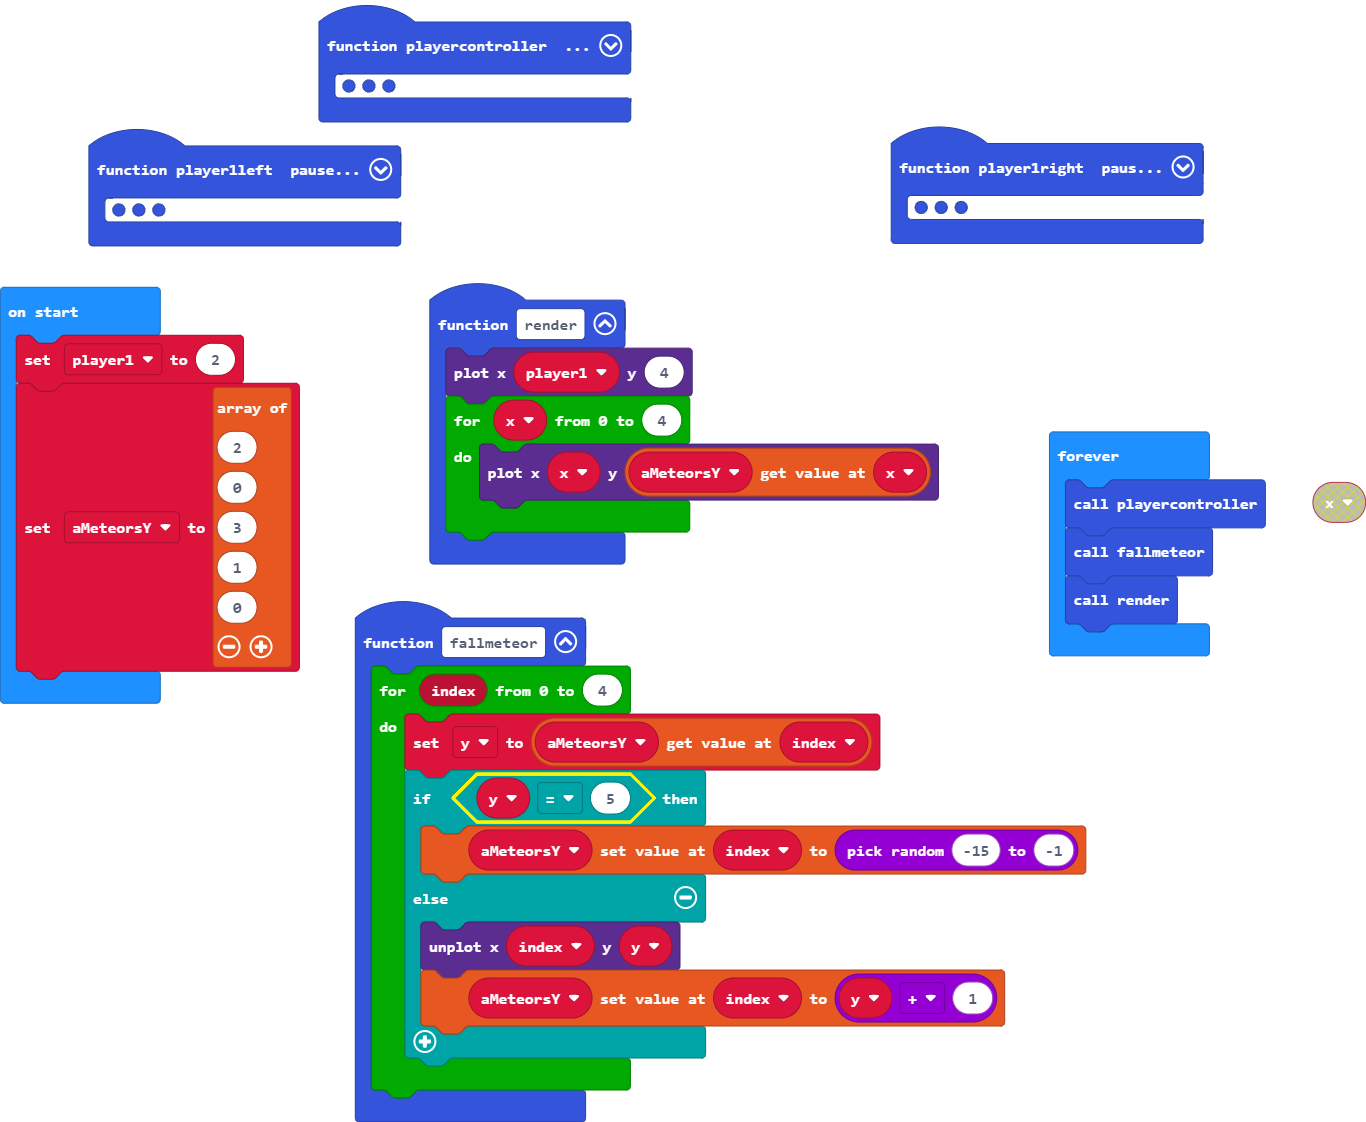 function playercontroller ...
function player1left pause...
function player1right paus...
on start
set player1 to 2
set aMeteorsY to array of
2
0
3
1
0
function render
plot x player1 y 4
for x from 0 to 4
do
plot x x y aMeteorsY get value at x
forever
call playercontroller
call fallmeteor
call render
x
function fallmeteor
for index from 0 to 4
do
set y to aMeteorsY get value at index
if y = 5 then
aMeteorsY set value at index to pick random -15 to -1
else
unplot x index y y
aMeteorsY set value at index to y + 1